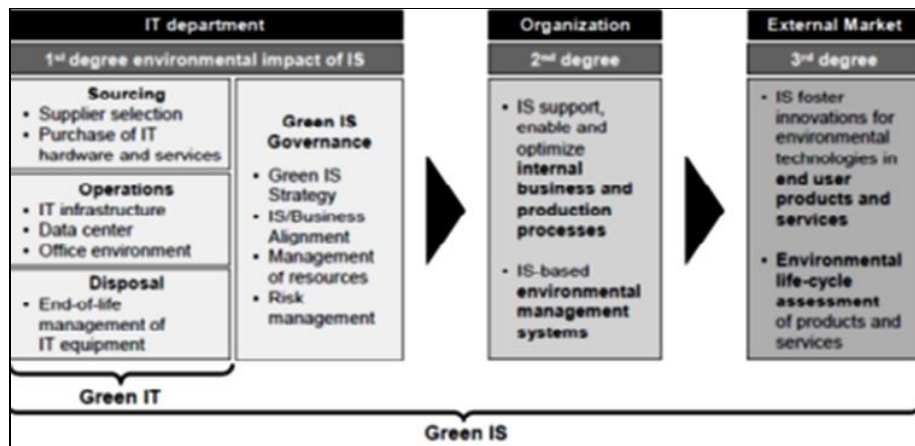 IT department
1st degree environmental impact of IS
Sourcing
• Supplier selection
• Purchase of IT
hardware and services
Operations
• IT infrastructure
• Data center
• Office environment
Disposal
• End-of-life
management of
IT equipment
Green IS
Governance
• Green IS
Strategy
• IS/Business
Alignment
• Management
of resources
• Risk
management
Organization
2nd degree
• IS support,
enable and
optimize
internal
business and
production
processes
• IS-based
environmental
management
systems
External Market
3rd degree
• IS foster
innovations for
environmental
technologies in
end user
products and
services
• Environmental
life-cycle
assessment
of products and
services
Green IT
Green IS